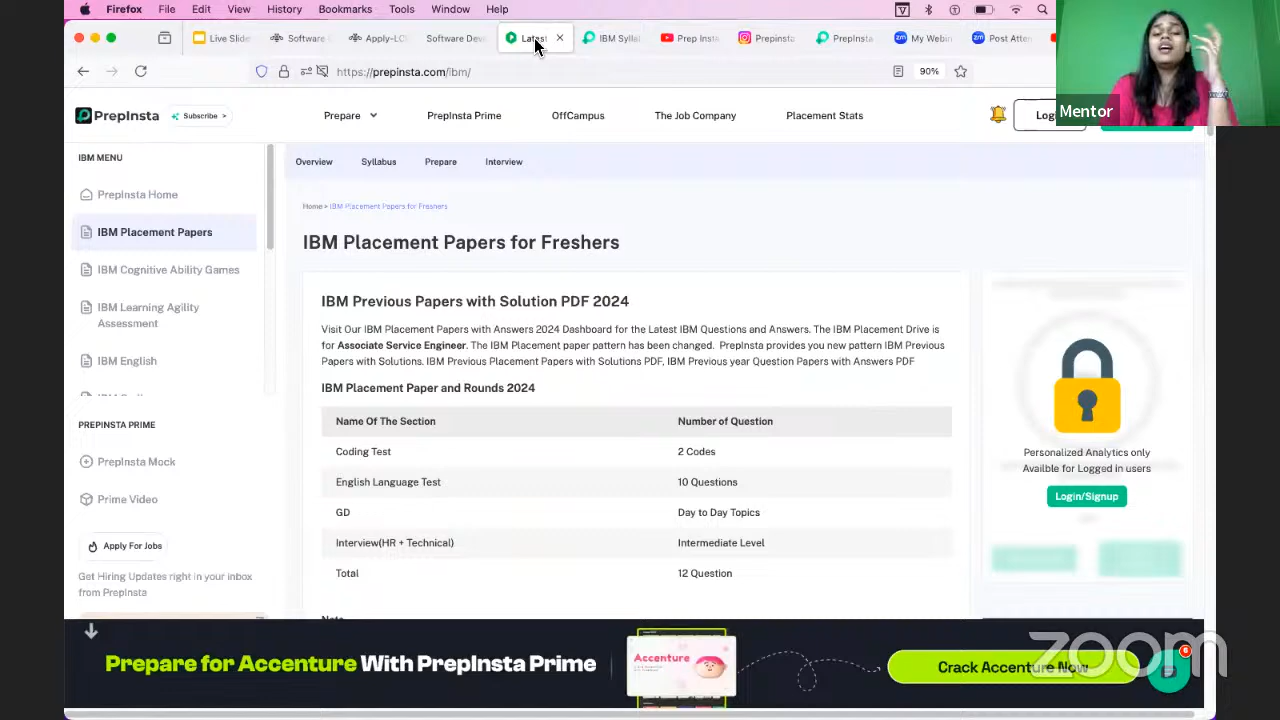 Firefox File Edit View History Bookmarks Tools Window Help
Live Slide Software Apply-LC Software Dev Latest IBM Sylla Prep Inst Prepinsta PrepInsta My Webin Post Atten
https://prepinsta.com/ibm/ 90%
PrepInsta Subscribe > Prepare PrepInsta Prime OffCampus The Job Company Placement Stats
Mentor
IBM MENU
PrepInsta Home
IBM Placement Papers
IBM Cognitive Ability Games
IBM Learning Agility
Assessment
IBM English
PREPINSTA PRIME
PrepInsta Mock
Prime Video
Apply For Jobs
Get Hiring Updates right in your inbox
from PrepInsta
Overview Syllabus Prepare Interview
Home > IBM Placement Papers for Freshers
IBM Placement Papers for Freshers
IBM Previous Papers with Solution PDF 2024
Visit Our IBM Placement Papers with Answers 2024 Dashboard for the Latest IBM Questions and Answers. The IBM Placement Drive is
for Associate Service Engineer. The IBM Placement paper pattern has been changed. PrepInsta provides you new pattern IBM Previous
Papers with Solutions. IBM Previous Placement Papers with Solutions PDF, IBM Previous year Question Papers with Answers PDF
IBM Placement Paper and Rounds 2024
Name Of The Section Number of Question
Coding Test 2 Codes
English Language Test 10 Questions
GD Day to Day Topics
Interview(HR + Technical) Intermediate Level
Total 12 Question
Personalized Analytics only
Availble for Logged in users
Login/Signup
Prepare for Accenture With PrepInsta Prime
Accenture
Crack Accenture Now
zoom
6